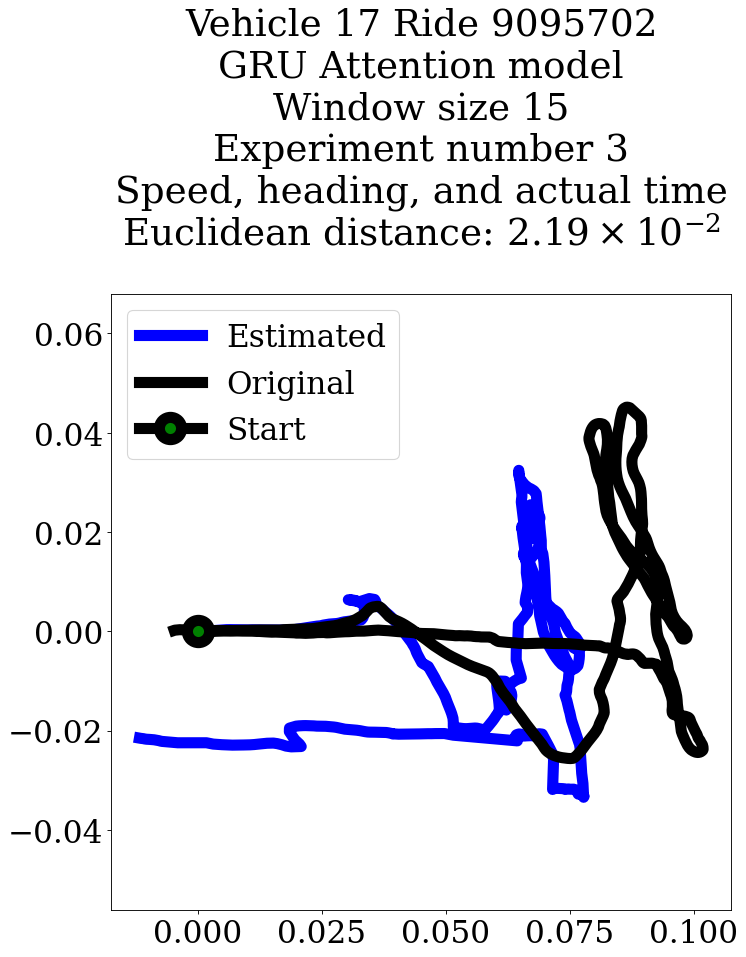 Vehicle 17 Ride 9095702
GRU Attention model
Window size 15
Experiment number 3
Speed, heading, and actual time
Euclidean distance: 2.19 × 10⁻²
Estimated
Original
Start
0.06
0.04
0.02
0.00
−0.02
−0.04
0.000 0.025 0.050 0.075 0.100